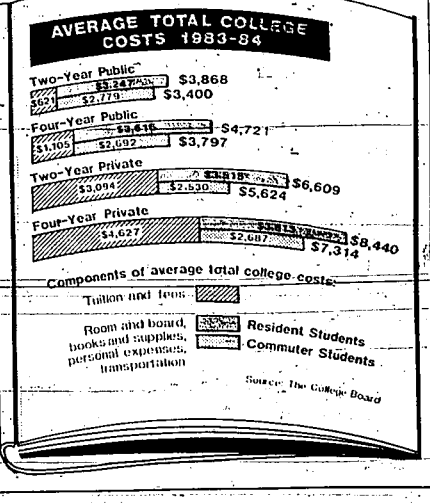 AVERAGE TOTAL COLLEGE
COSTS 1983-84
Two-Year Public
$621 $3,247 $3,868
$2,779 $3,400
Four-Year Public
$1,105 $3,616 $4,721
$2,692 $3,797
Two-Year Private
$3,094 $3,515 $6,609
$2,530 $5,624
Four-Year Private
$4,627 $3,813 $8,440
$2,687 $7,314
Components of average total college costs:
Tuition and fees
Room and board,
books and supplies,
personal expenses,
transportation
Resident Students
Commuter Students
Source: The College Board